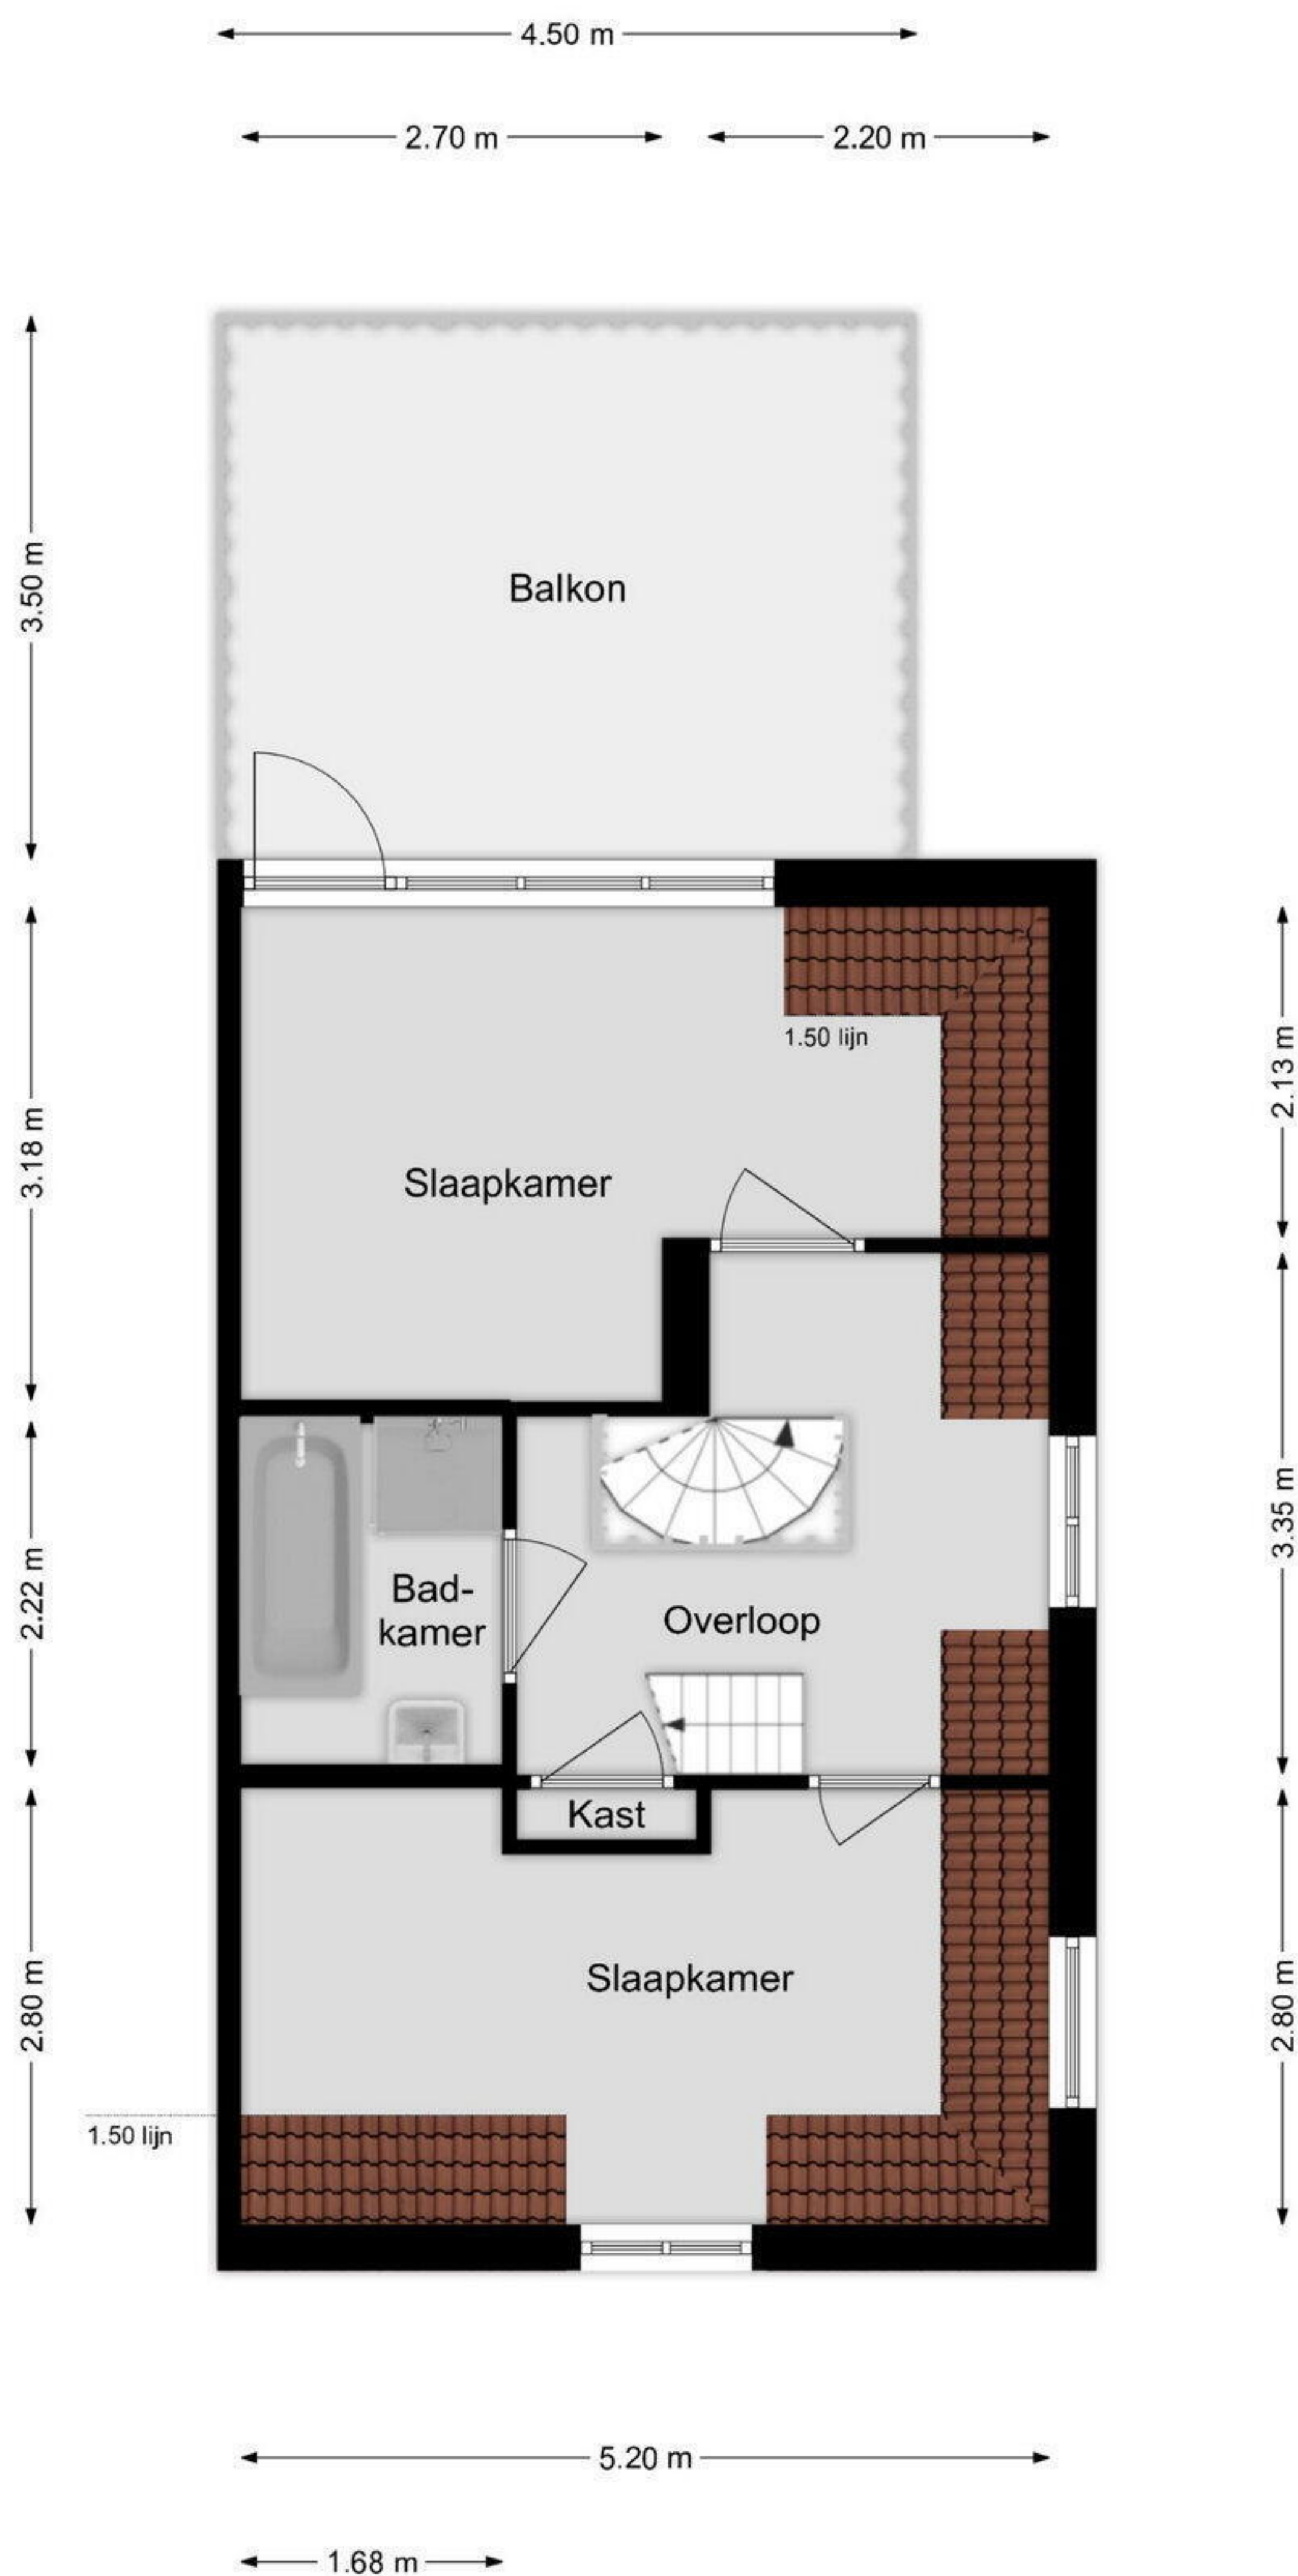 4.50 m
2.70 m
2.20 m
3.50 m
Balkon
1.50 lijn
2.13 m
3.18 m
Slaapkamer
3.35 m
2.22 m
Bad-
kamer
Overloop
Kast
Slaapkamer
2.80 m
2.80 m
1.50 lijn
5.20 m
1.68 m